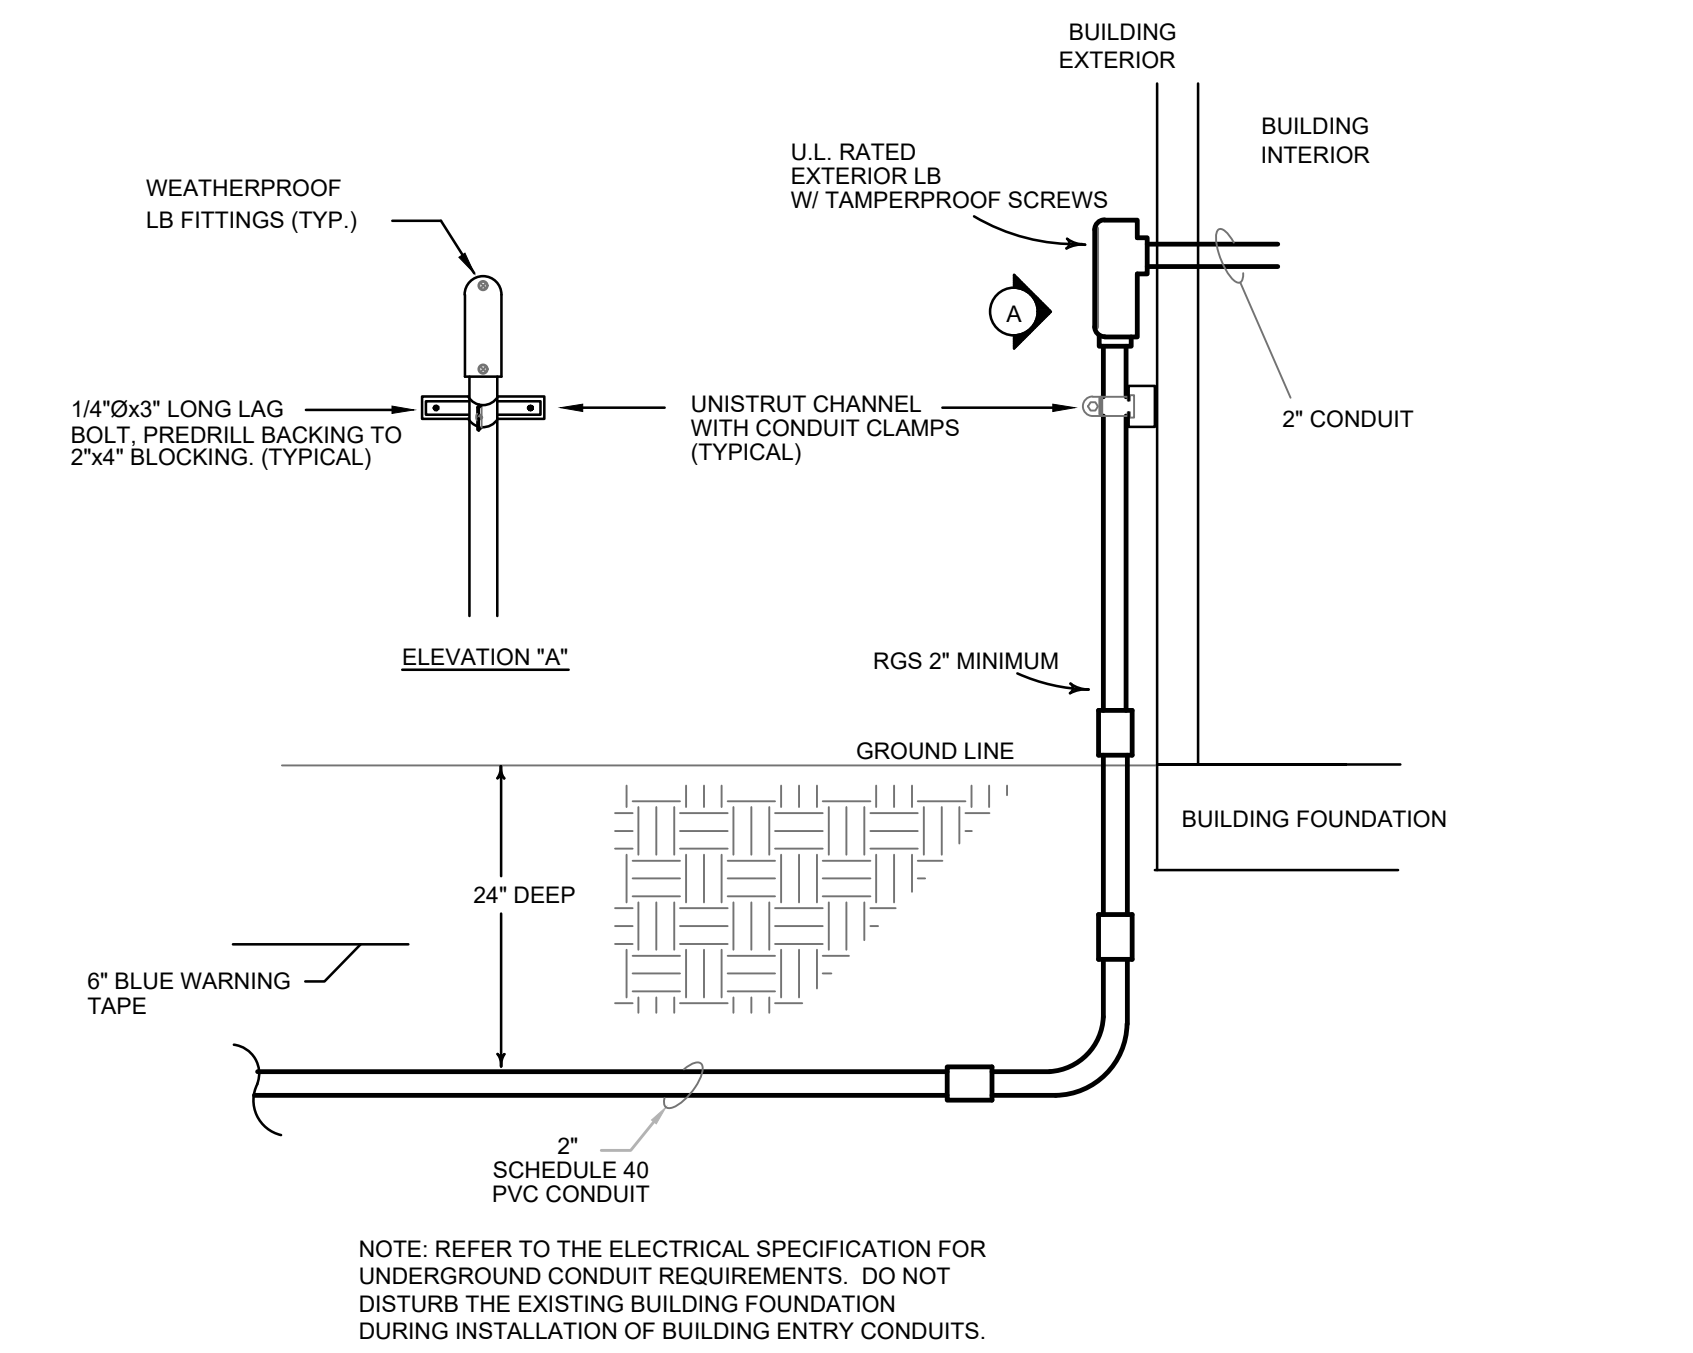 BUILDING
EXTERIOR
BUILDING
INTERIOR
U.L. RATED
EXTERIOR LB
W/ TAMPERPROOF SCREWS
WEATHERPROOF
LB FITTINGS (TYP.)
A
1/4"Øx3" LONG LAG
BOLT, PREDRILL BACKING TO
2"x4" BLOCKING. (TYPICAL)
UNISTRUT CHANNEL
WITH CONDUIT CLAMPS
(TYPICAL)
2" CONDUIT
ELEVATION "A"
RGS 2" MINIMUM
GROUND LINE
BUILDING FOUNDATION
24" DEEP
6" BLUE WARNING
TAPE
2"
SCHEDULE 40
PVC CONDUIT
NOTE: REFER TO THE ELECTRICAL SPECIFICATION FOR
UNDERGROUND CONDUIT REQUIREMENTS.  DO NOT
DISTURB THE EXISTING BUILDING FOUNDATION
DURING INSTALLATION OF BUILDING ENTRY CONDUITS.